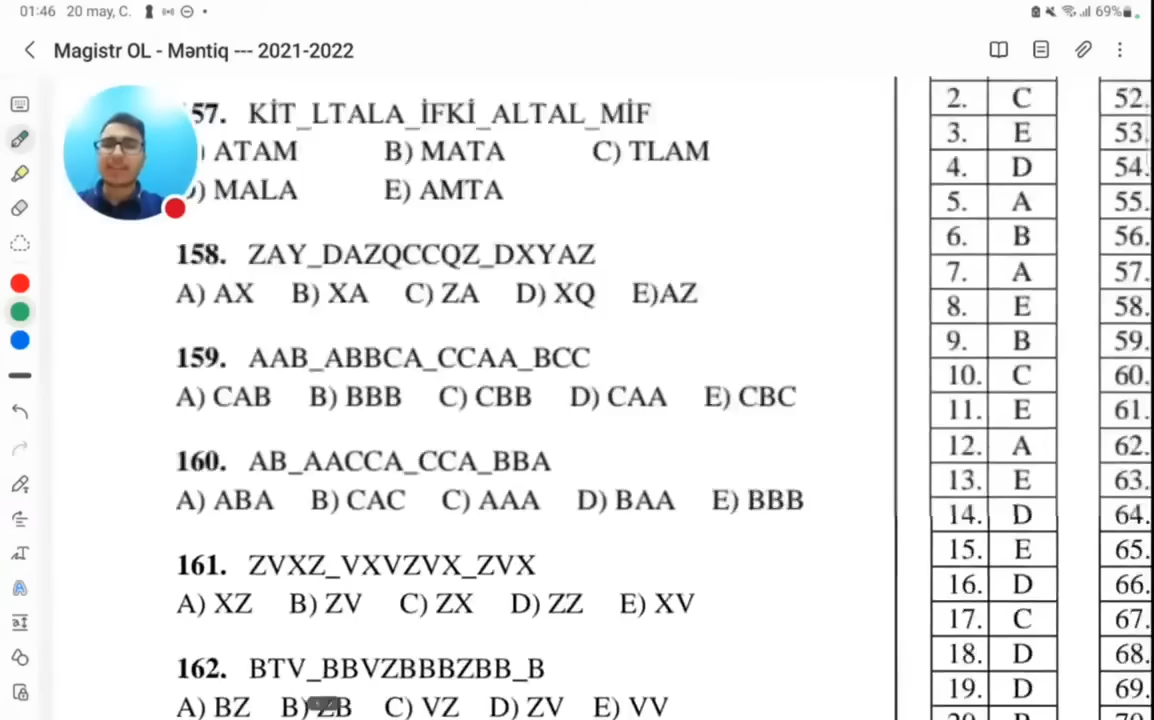 01:46 20 may, C.
69%
Magistr OL - Məntiq --- 2021-2022
57. KİT_LTALA_İFKİ_ALTAL_MİF
) ATAM B) MATA C) TLAM
) MALA E) AMTA
158. ZAY_DAZQCCQZ_DXYAZ
A) AX B) XA C) ZA D) XQ E)AZ
159. AAB_ABBCA_CCAA_BCC
A) CAB B) BBB C) CBB D) CAA E) CBC
160. AB_AACCA_CCA_BBA
A) ABA B) CAC C) AAA D) BAA E) BBB
161. ZVXZ_VXVZVX_ZVX
A) XZ B) ZV C) ZX D) ZZ E) XV
162. BTV_BBVZBBBZBB_B
A) BZ B) ZB C) VZ D) ZV E) VV
2. C 52.
3. E 53.
4. D 54.
5. A 55.
6. B 56.
7. A 57.
8. E 58.
9. B 59.
10. C 60.
11. E 61.
12. A 62.
13. E 63.
14. D 64.
15. E 65.
16. D 66.
17. C 67.
18. D 68.
19. D 69.